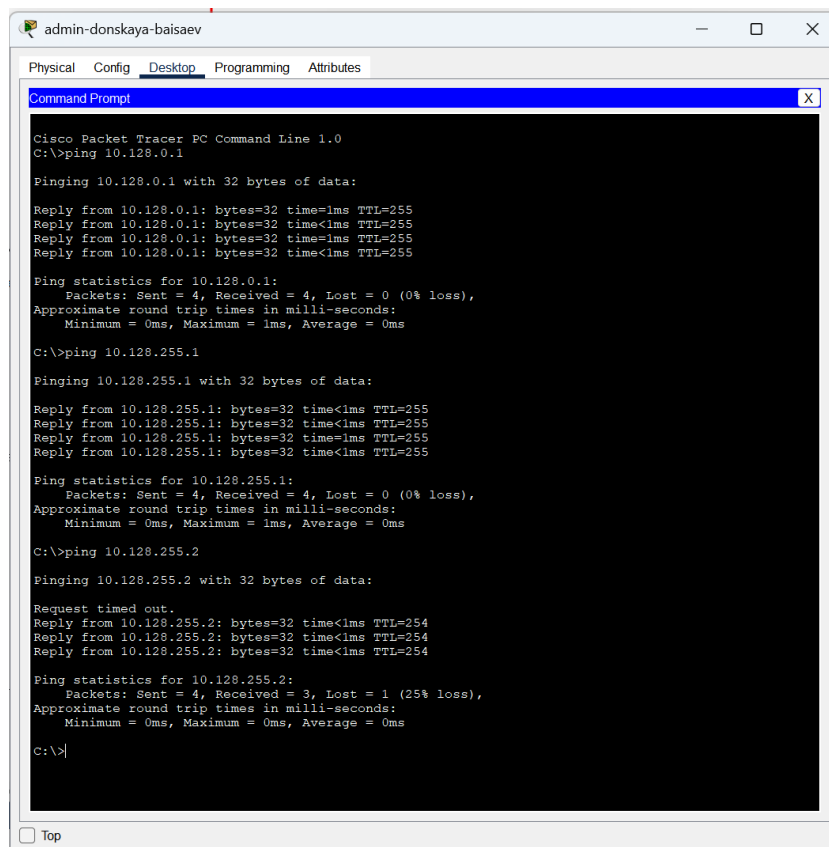 admin-donskaya-baisaev
Physical Config Desktop Programming Attributes
Command Prompt
X
Cisco Packet Tracer PC Command Line 1.0
C:\>ping 10.128.0.1
Pinging 10.128.0.1 with 32 bytes of data:
Reply from 10.128.0.1: bytes=32 time=1ms TTL=255
Reply from 10.128.0.1: bytes=32 time<1ms TTL=255
Reply from 10.128.0.1: bytes=32 time=1ms TTL=255
Reply from 10.128.0.1: bytes=32 time<1ms TTL=255
Ping statistics for 10.128.0.1:
Packets: Sent = 4, Received = 4, Lost = 0 (0% loss),
Approximate round trip times in milli-seconds:
Minimum = 0ms, Maximum = 1ms, Average = 0ms
C:\>ping 10.128.255.1
Pinging 10.128.255.1 with 32 bytes of data:
Reply from 10.128.255.1: bytes=32 time<1ms TTL=255
Reply from 10.128.255.1: bytes=32 time<1ms TTL=255
Reply from 10.128.255.1: bytes=32 time=1ms TTL=255
Reply from 10.128.255.1: bytes=32 time<1ms TTL=255
Ping statistics for 10.128.255.1:
Packets: Sent = 4, Received = 4, Lost = 0 (0% loss),
Approximate round trip times in milli-seconds:
Minimum = 0ms, Maximum = 1ms, Average = 0ms
C:\>ping 10.128.255.2
Pinging 10.128.255.2 with 32 bytes of data:
Request timed out.
Reply from 10.128.255.2: bytes=32 time<1ms TTL=254
Reply from 10.128.255.2: bytes=32 time<1ms TTL=254
Reply from 10.128.255.2: bytes=32 time<1ms TTL=254
Ping statistics for 10.128.255.2:
Packets: Sent = 4, Received = 3, Lost = 1 (25% loss),
Approximate round trip times in milli-seconds:
Minimum = 0ms, Maximum = 0ms, Average = 0ms
C:\>
Top